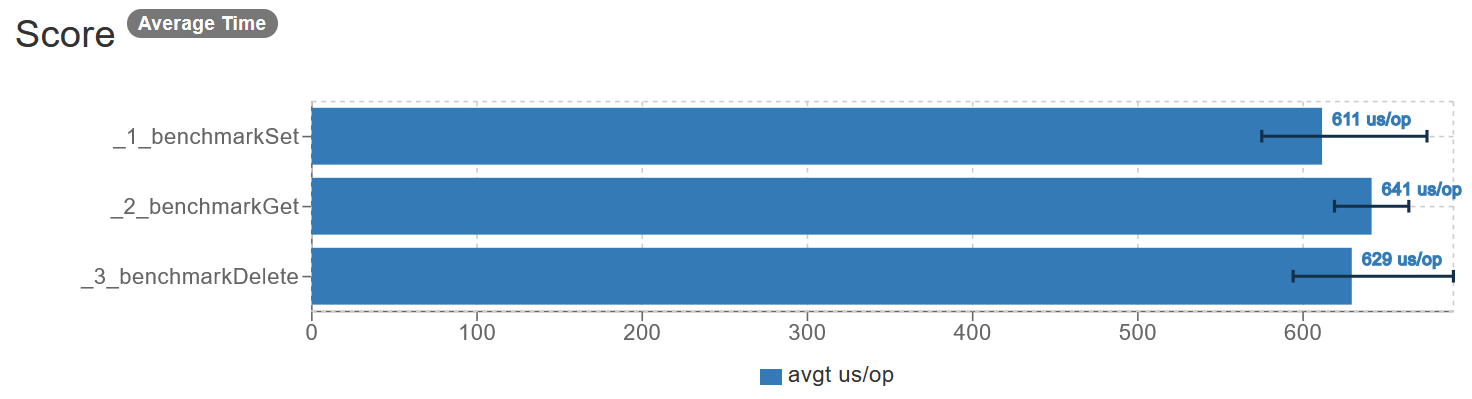 Score Average Time
_1_benchmarkSet 611 us/op
_2_benchmarkGet 641 us/op
_3_benchmarkDelete 629 us/op
0 100 200 300 400 500 600
avgt us/op